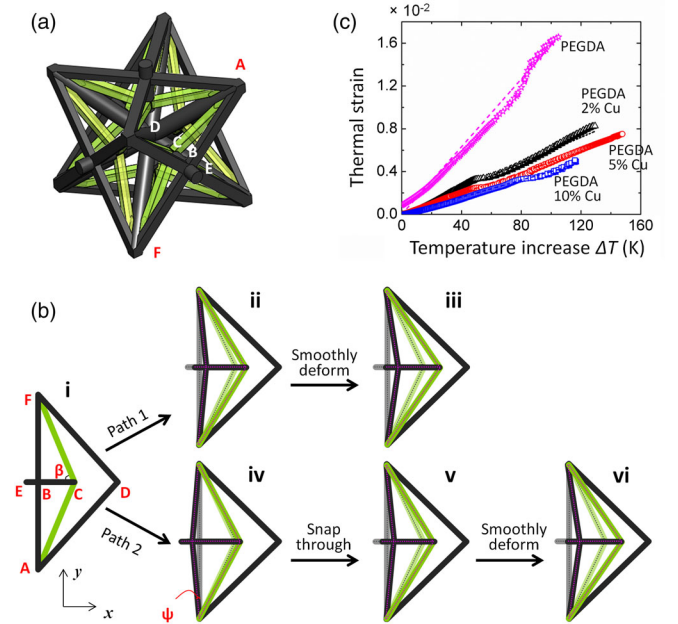 (a)
A
D
C
B
E
F
(c)
× 10⁻²
Thermal strain
1.6
1.2
0.8
0.4
0.0
0
40
80
120
160
Temperature increase ΔT (K)
PEGDA
PEGDA
2% Cu
PEGDA
5% Cu
PEGDA
10% Cu
(b)
i
F
β
E
B
C
D
A
y
x
Path 1
Path 2
ii
Smoothly
deform
iii
iv
ψ
Snap
through
v
Smoothly
deform
vi